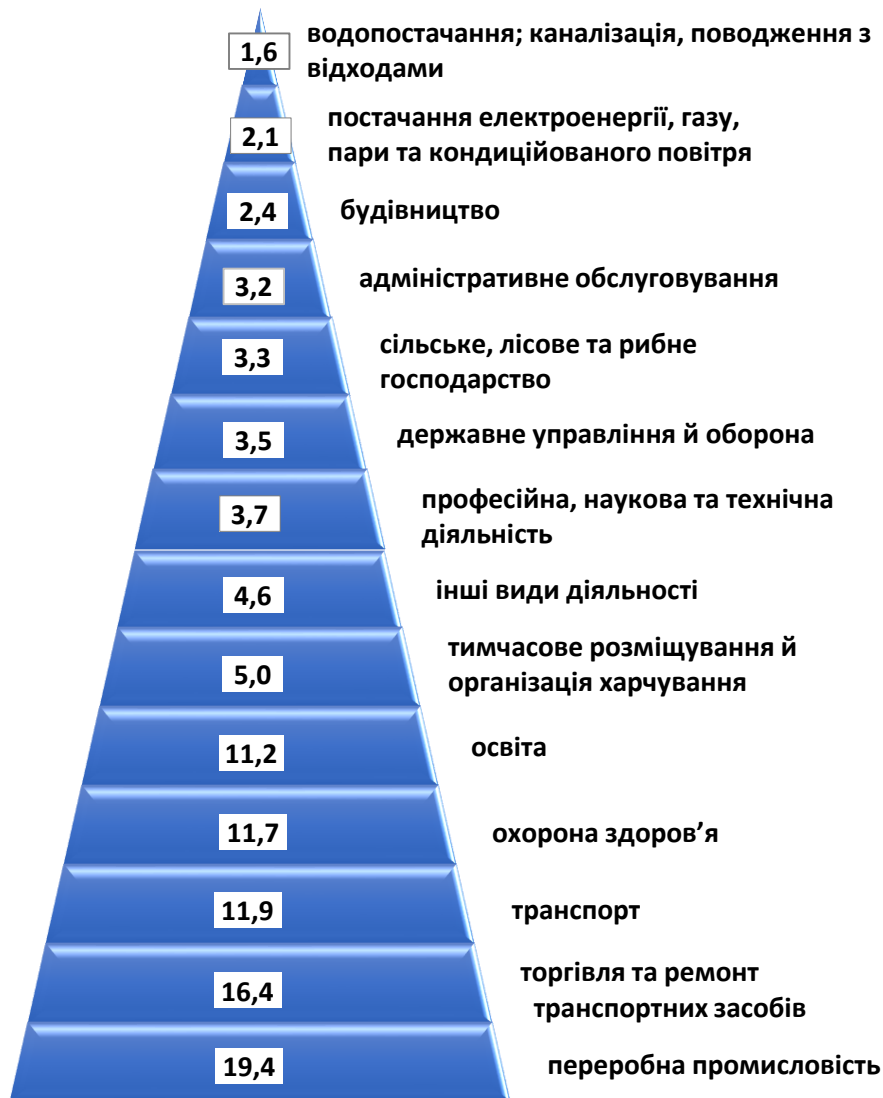 1,6
водопостачання; каналізація, поводження з
відходами
2,1
постачання електроенергії, газу,
пари та кондиційованого повітря
2,4
будівництво
3,2
адміністративне обслуговування
3,3
сільське, лісове та рибне
господарство
3,5
державне управління й оборона
3,7
професійна, наукова та технічна
діяльність
4,6
інші види діяльності
5,0
тимчасове розміщування й
організація харчування
11,2
освіта
11,7
охорона здоров’я
11,9
транспорт
16,4
торгівля та ремонт
транспортних засобів
19,4
переробна промисловість